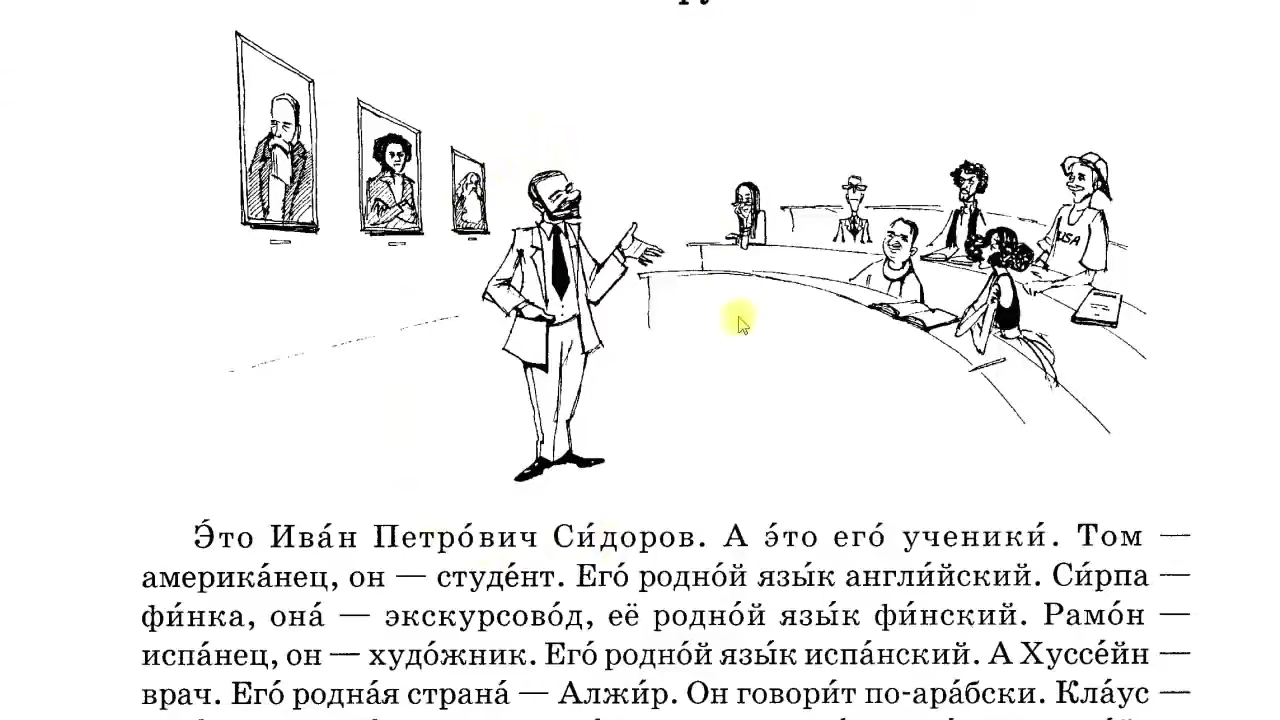 USA
Э́то Ива́н Петро́вич Си́доров. А э́то его́ ученики́. Том —
америка́нец, он — студе́нт. Его́ родно́й язы́к англи́йский. Си́рпа —
фи́нка, она́ — экскурсово́д, её родно́й язы́к фи́нский. Рамо́н —
испа́нец, он — худо́жник. Его́ родно́й язы́к испа́нский. А Хуссе́йн —
врач. Его́ родна́я страна́ — Алжи́р. Он говори́т по-ара́бски. Кла́ус —